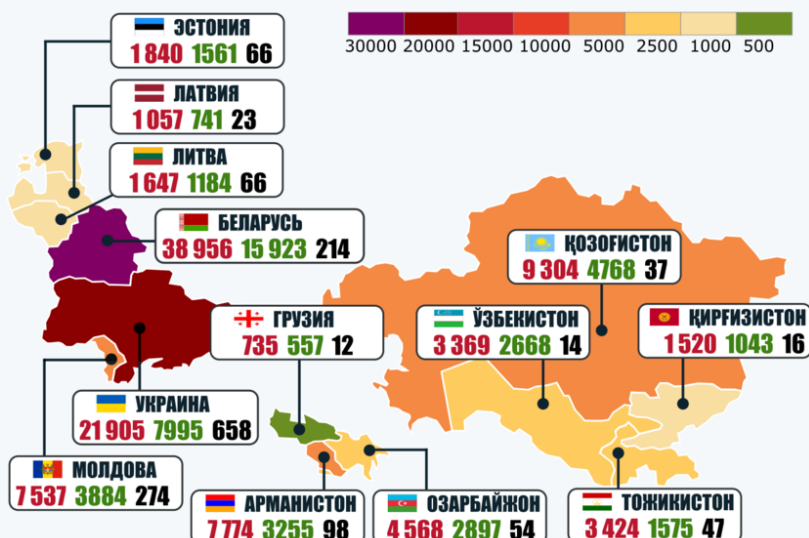 ЭСТОНИЯ
1 840 1561 66
30000 20000 15000 10000 5000 2500 1000 500
ЛАТВИЯ
1 057 741 23
ЛИТВА
1 647 1184 66
БЕЛАРУСЬ
38 956 15 923 214
ҚОЗОҒИСТОН
9 304 4768 37
ГРУЗИЯ
735 557 12
ЎЗБЕКИСТОН
3 369 2668 14
ҚИРҒИЗИСТОН
1 520 1043 16
УКРАИНА
21 905 7995 658
МОЛДОВА
7 537 3884 274
АРМАНИСТОН
7 774 3255 98
ОЗАРБАЙЖОН
4 568 2897 54
ТОЖИКИСТОН
3 424 1575 47